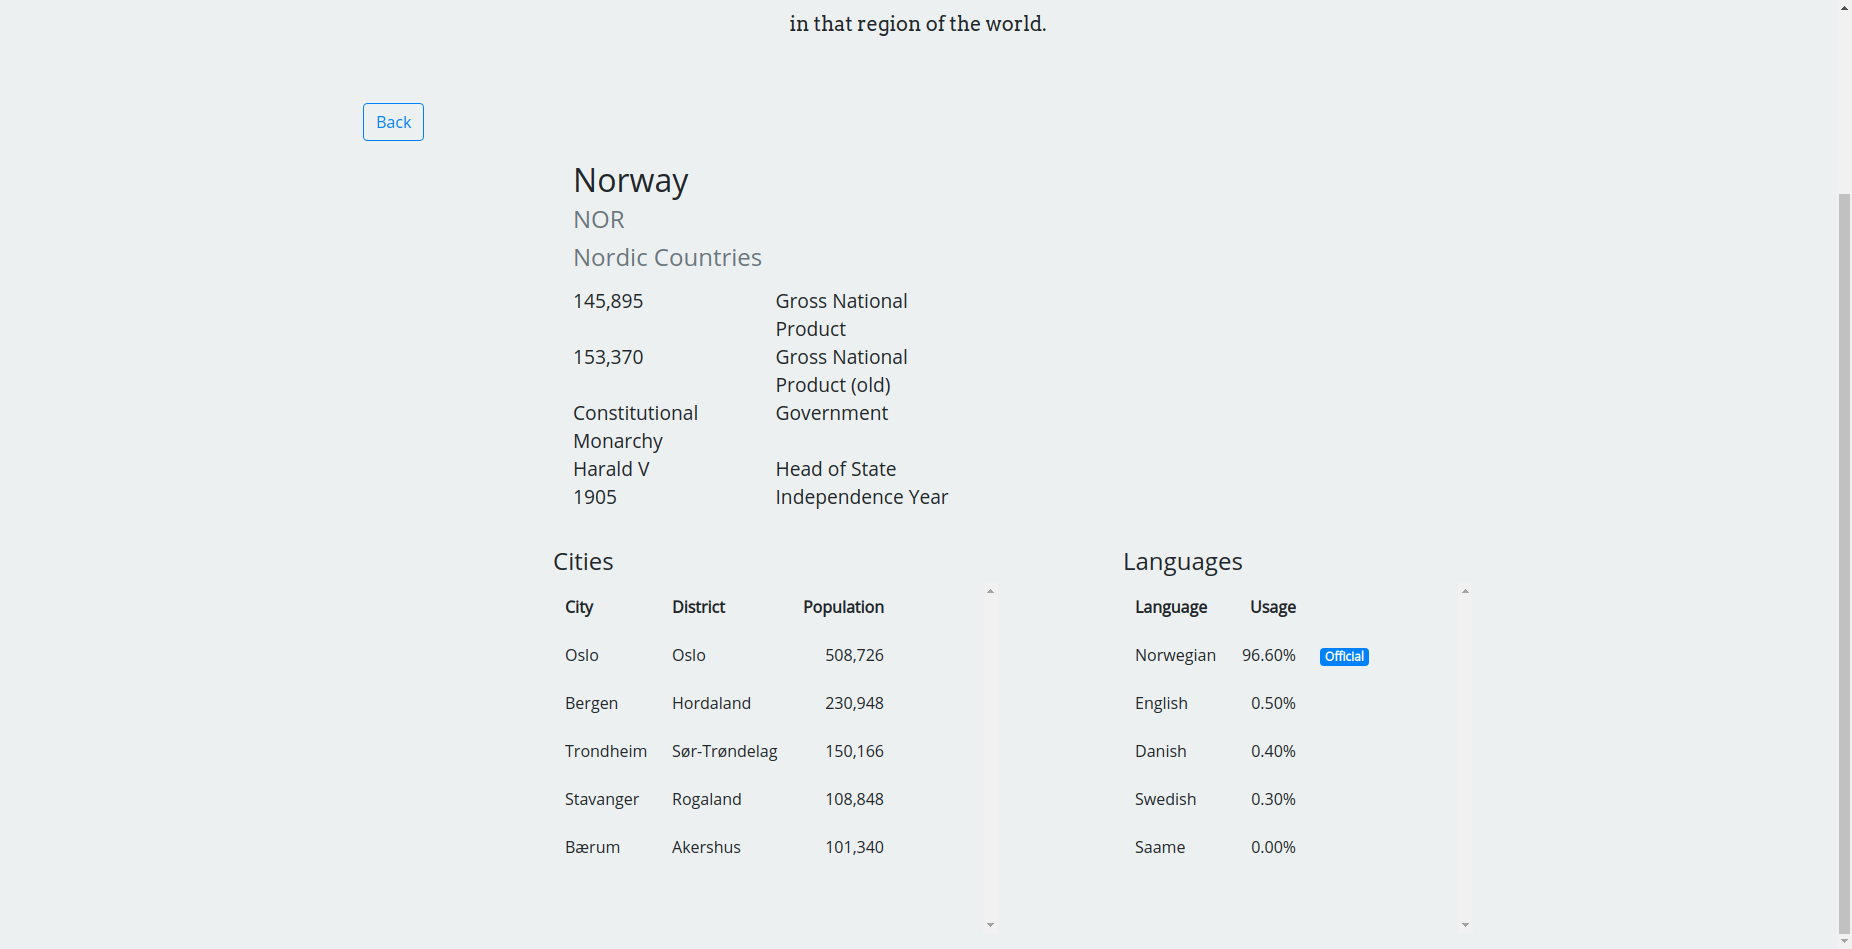 in that region of the world.
Back
Norway
NOR
Nordic Countries
145,895 Gross National
Product
153,370 Gross National
Product (old)
Constitutional Government
Monarchy
Harald V Head of State
1905 Independence Year
Cities
City District Population
Oslo Oslo 508,726
Bergen Hordaland 230,948
Trondheim Sør-Trøndelag 150,166
Stavanger Rogaland 108,848
Bærum Akershus 101,340
Languages
Language Usage
Norwegian 96.60% Official
English 0.50%
Danish 0.40%
Swedish 0.30%
Saame 0.00%